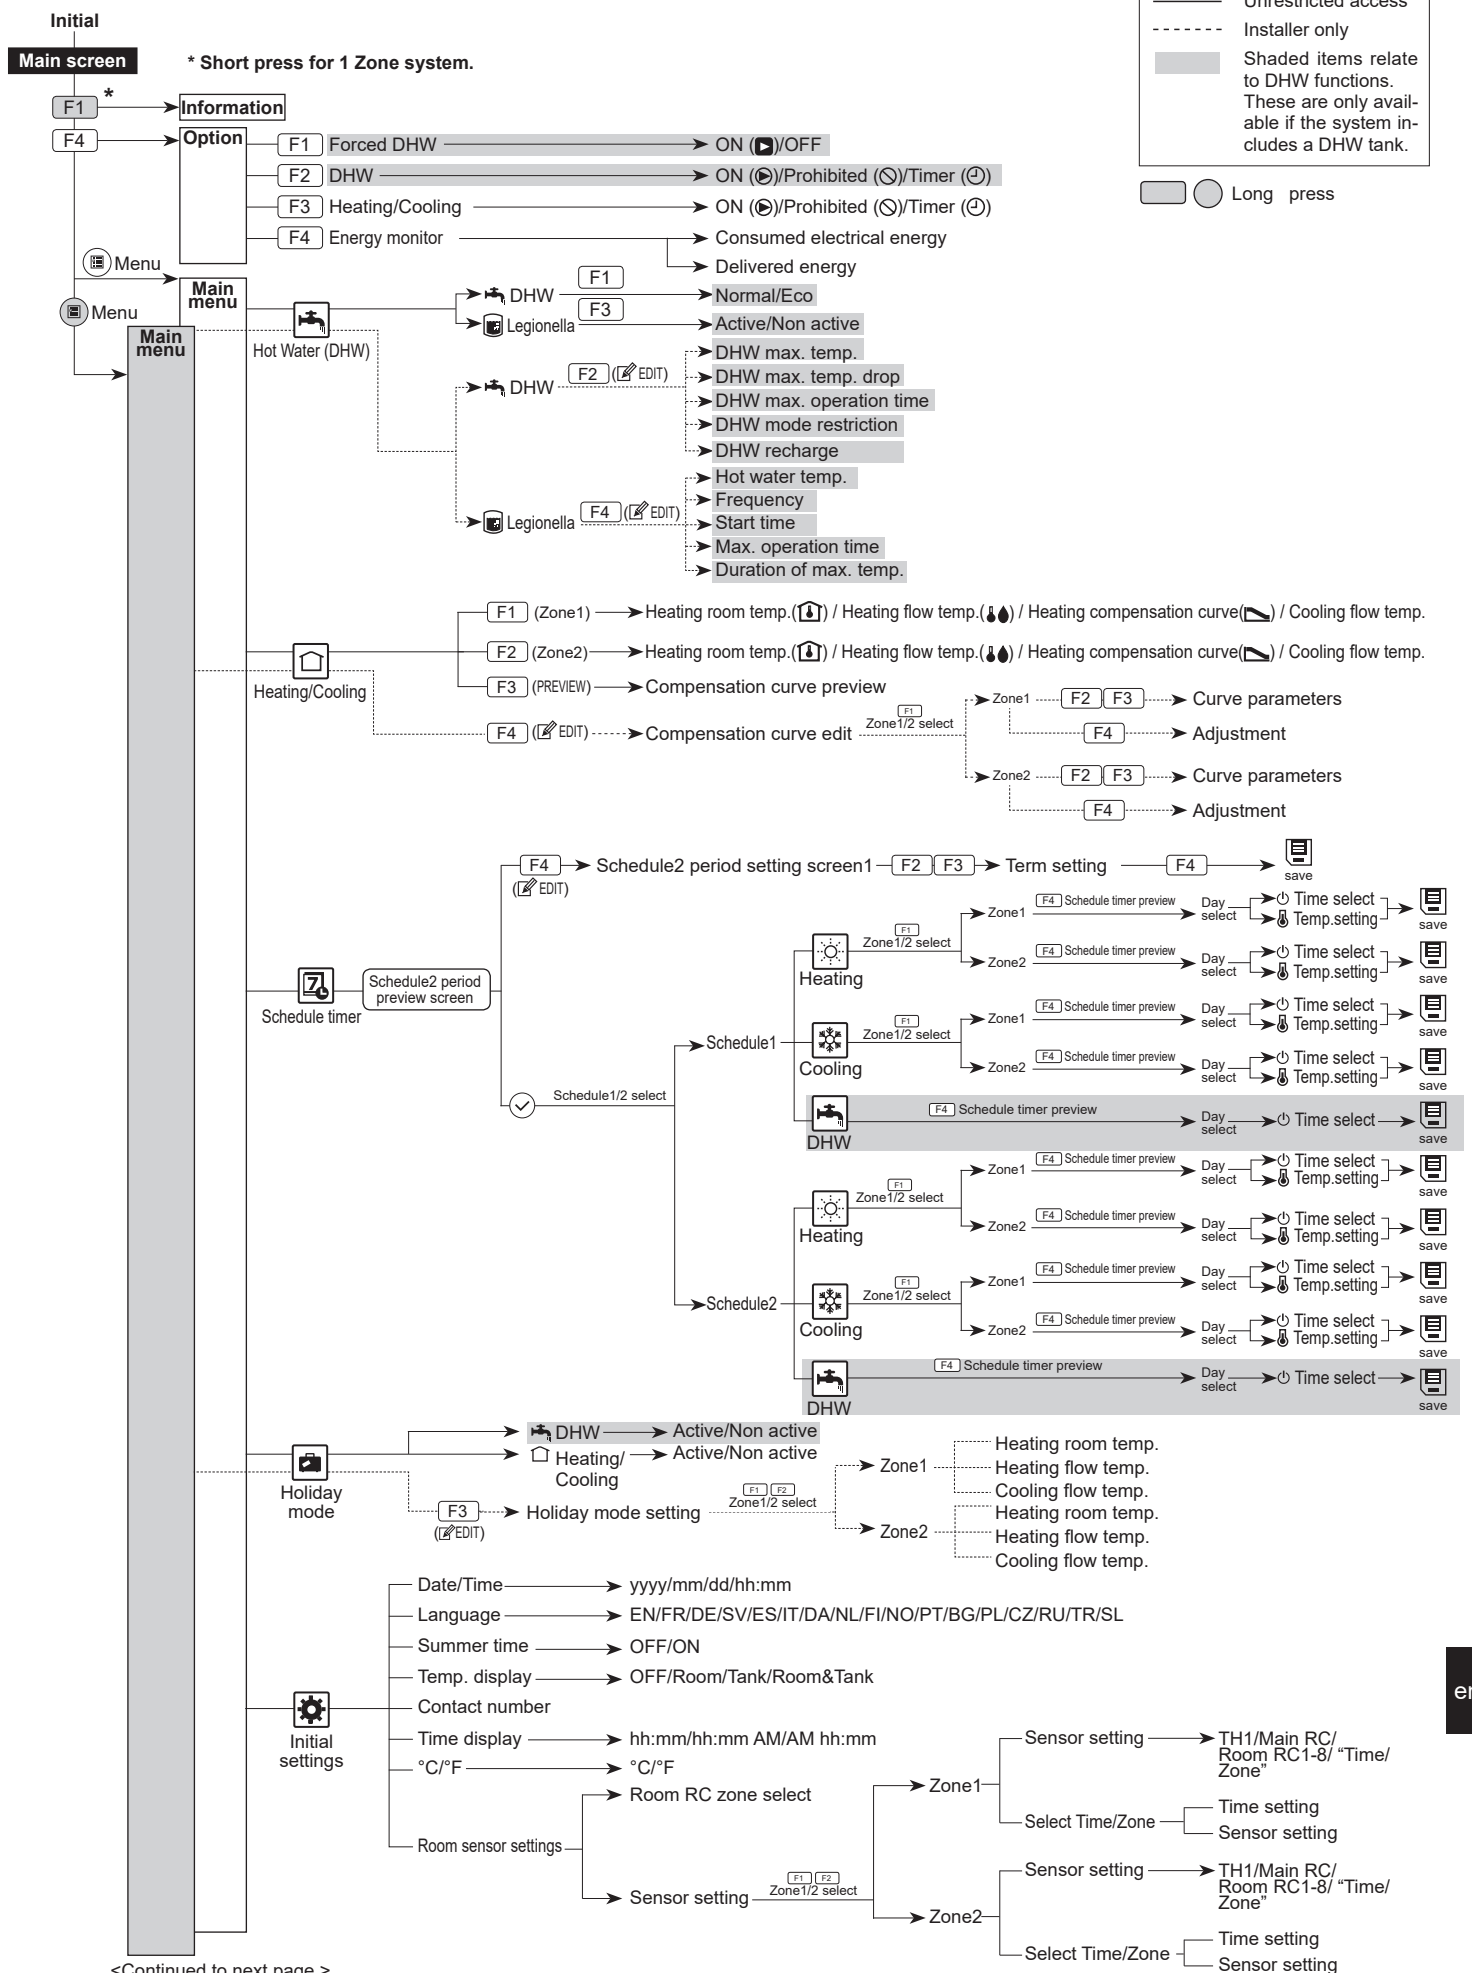 Initial
Main screen
* Short press for 1 Zone system.
Unrestricted access
Installer only
Shaded items relate
to DHW functions.
These are only avail-
able if the system in-
cludes a DHW tank.
Long press
F1 * Information
F4 Option
F1 Forced DHW ON ()/OFF
F2 DHW ON ()/Prohibited ()/Timer ()
F3 Heating/Cooling ON ()/Prohibited ()/Timer ()
F4 Energy monitor Consumed electrical energy
Delivered energy
Menu
Main
menu
Menu
Main
menu
Hot Water (DHW)
DHW F1 Normal/Eco
Legionella F3 Active/Non active
DHW F2 (EDIT)
DHW max. temp.
DHW max. temp. drop
DHW max. operation time
DHW mode restriction
DHW recharge
Legionella F4 (EDIT)
Hot water temp.
Frequency
Start time
Max. operation time
Duration of max. temp.
Heating/Cooling
F1 (Zone1) Heating room temp.() / Heating flow temp.() / Heating compensation curve() / Cooling flow temp.
F2 (Zone2) Heating room temp.() / Heating flow temp.() / Heating compensation curve() / Cooling flow temp.
F3 (PREVIEW) Compensation curve preview
F4 (EDIT) Compensation curve edit
F1
Zone1/2 select
Zone1 F2 F3 Curve parameters
F4 Adjustment
Zone2 F2 F3 Curve parameters
F4 Adjustment
Schedule timer
Schedule2 period
preview screen
F4 Schedule2 period setting screen1 F2 F3 Term setting F4 save
(EDIT)
Schedule1/2 select
Schedule1
Heating
F1
Zone1/2 select
Zone1 F4 Schedule timer preview Day
select
Time select
Temp.setting
save
Zone2 F4 Schedule timer preview Day
select
Time select
Temp.setting
save
Cooling
F1
Zone1/2 select
Zone1 F4 Schedule timer preview Day
select
Time select
Temp.setting
save
Zone2 F4 Schedule timer preview Day
select
Time select
Temp.setting
save
DHW
F4 Schedule timer preview Day
select
Time select
save
Schedule2
Heating
F1
Zone1/2 select
Zone1 F4 Schedule timer preview Day
select
Time select
Temp.setting
save
Zone2 F4 Schedule timer preview Day
select
Time select
Temp.setting
save
Cooling
F1
Zone1/2 select
Zone1 F4 Schedule timer preview Day
select
Time select
Temp.setting
save
Zone2 F4 Schedule timer preview Day
select
Time select
Temp.setting
save
DHW
F4 Schedule timer preview Day
select
Time select
save
Holiday
mode
DHW Active/Non active
Heating/
Cooling
Active/Non active
F3 Holiday mode setting
(EDIT)
F1 F2
Zone1/2 select
Zone1
Heating room temp.
Heating flow temp.
Cooling flow temp.
Zone2
Heating room temp.
Heating flow temp.
Cooling flow temp.
Initial
settings
Date/Time yyyy/mm/dd/hh:mm
Language EN/FR/DE/SV/ES/IT/DA/NL/FI/NO/PT/BG/PL/CZ/RU/TR/SL
Summer time OFF/ON
Temp. display OFF/Room/Tank/Room&Tank
Contact number
Time display hh:mm/hh:mm AM/AM hh:mm
°C/°F °C/°F
Room sensor settings
Room RC zone select
Sensor setting
F1 F2
Zone1/2 select
Zone1
Sensor setting TH1/Main RC/
Room RC1-8/ “Time/
Zone”
Select Time/Zone
Time setting
Sensor setting
Zone2
Sensor setting TH1/Main RC/
Room RC1-8/ “Time/
Zone”
Select Time/Zone
Time setting
Sensor setting
<Continued to next page.>